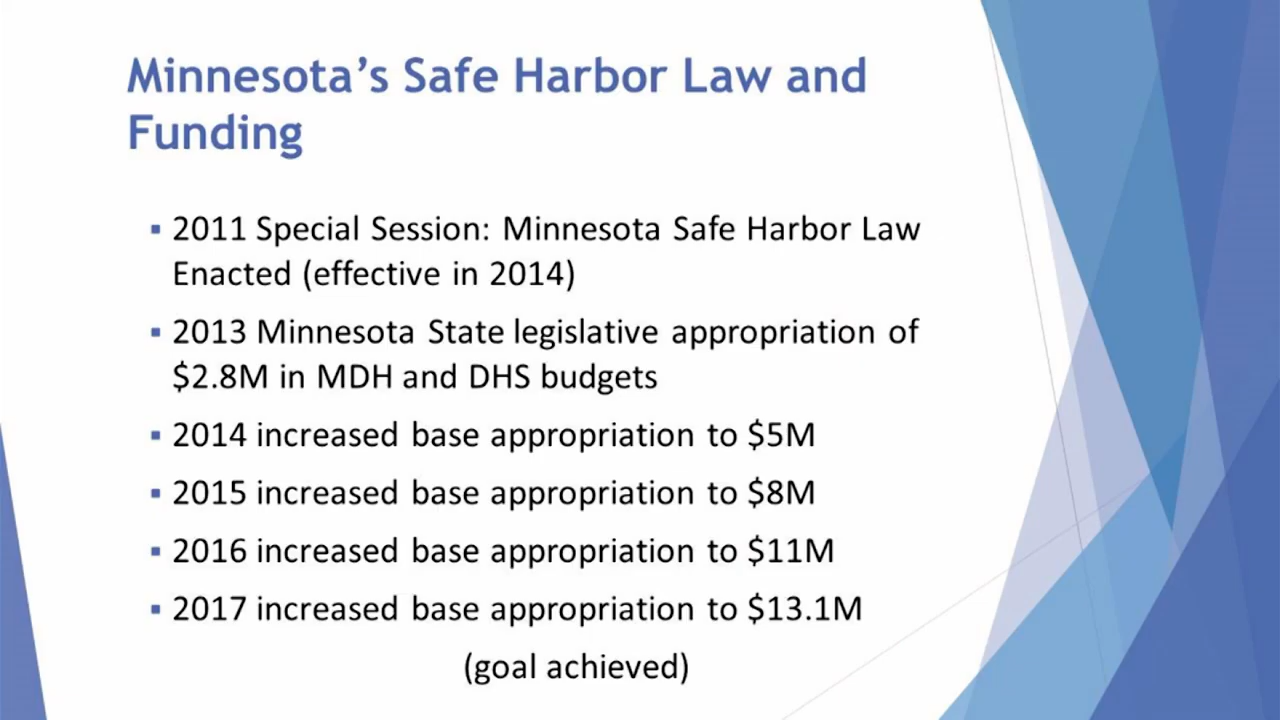 Minnesota’s Safe Harbor Law and
Funding
▪ 2011 Special Session: Minnesota Safe Harbor Law
Enacted (effective in 2014)
▪ 2013 Minnesota State legislative appropriation of
$2.8M in MDH and DHS budgets
▪ 2014 increased base appropriation to $5M
▪ 2015 increased base appropriation to $8M
▪ 2016 increased base appropriation to $11M
▪ 2017 increased base appropriation to $13.1M
(goal achieved)